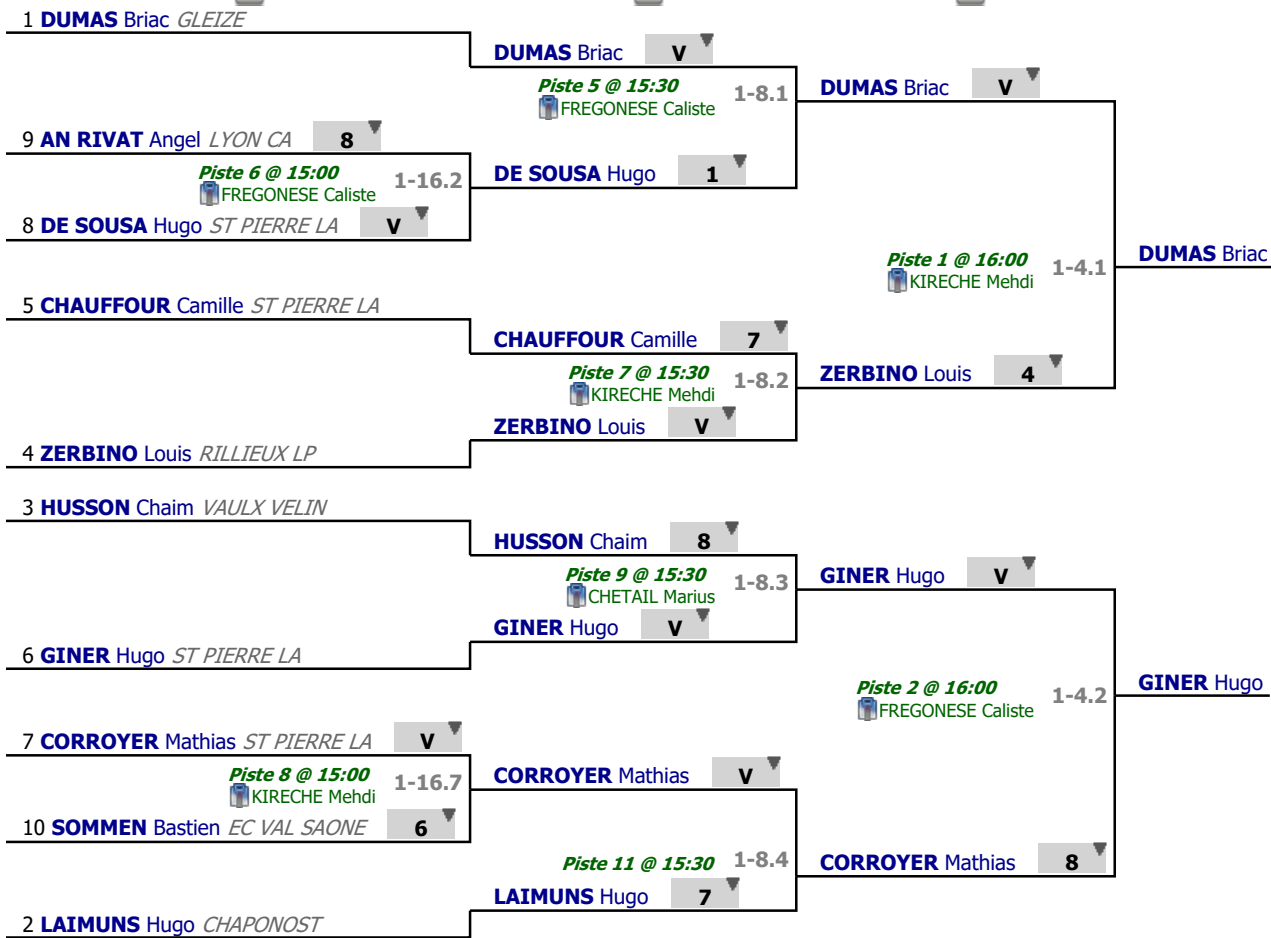 1 DUMAS Briac GLEIZE
DUMAS Briac V
Piste 5 @ 15:30 1-8.1
FREGONESE Caliste
DUMAS Briac V
9 AN RIVAT Angel LYON CA 8
Piste 6 @ 15:00 1-16.2
FREGONESE Caliste
DE SOUSA Hugo 1
8 DE SOUSA Hugo ST PIERRE LA V
Piste 1 @ 16:00 1-4.1
KIRECHE Mehdi
DUMAS Briac
5 CHAUFFOUR Camille ST PIERRE LA
CHAUFFOUR Camille 7
Piste 7 @ 15:30 1-8.2
KIRECHE Mehdi
ZERBINO Louis 4
ZERBINO Louis V
4 ZERBINO Louis RILLIEUX LP
3 HUSSON Chaim VAULX VELIN
HUSSON Chaim 8
Piste 9 @ 15:30 1-8.3
CHETAIL Marius
GINER Hugo V
GINER Hugo V
6 GINER Hugo ST PIERRE LA
Piste 2 @ 16:00 1-4.2
FREGONESE Caliste
GINER Hugo
7 CORROYER Mathias ST PIERRE LA V
Piste 8 @ 15:00 1-16.7
KIRECHE Mehdi
CORROYER Mathias V
10 SOMMEN Bastien EC VAL SAONE 6
Piste 11 @ 15:30 1-8.4
CORROYER Mathias 8
LAIMUNS Hugo 7
2 LAIMUNS Hugo CHAPONOST